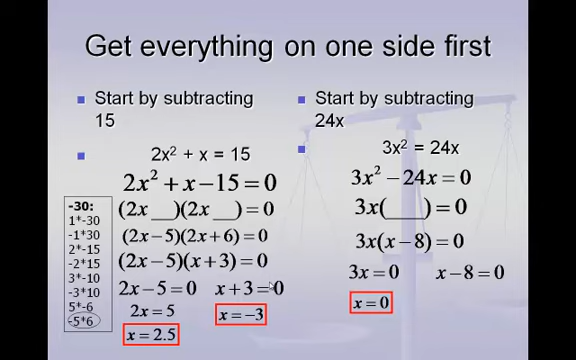 Get everything on one side first
Start by subtracting
15
2x² + x = 15
2x² + x − 15 = 0
(2x __)(2x __) = 0
(2x − 5)(2x + 6) = 0
(2x − 5)(x + 3) = 0
2x − 5 = 0 x + 3 = 0
2x = 5
x = −3
x = 2.5
-30:
1*-30
-1*30
2*-15
-2*15
3*-10
-3*10
5*-6
-5*6
Start by subtracting
24x
3x² = 24x
3x² − 24x = 0
3x(____) = 0
3x(x − 8) = 0
3x = 0 x − 8 = 0
x = 0